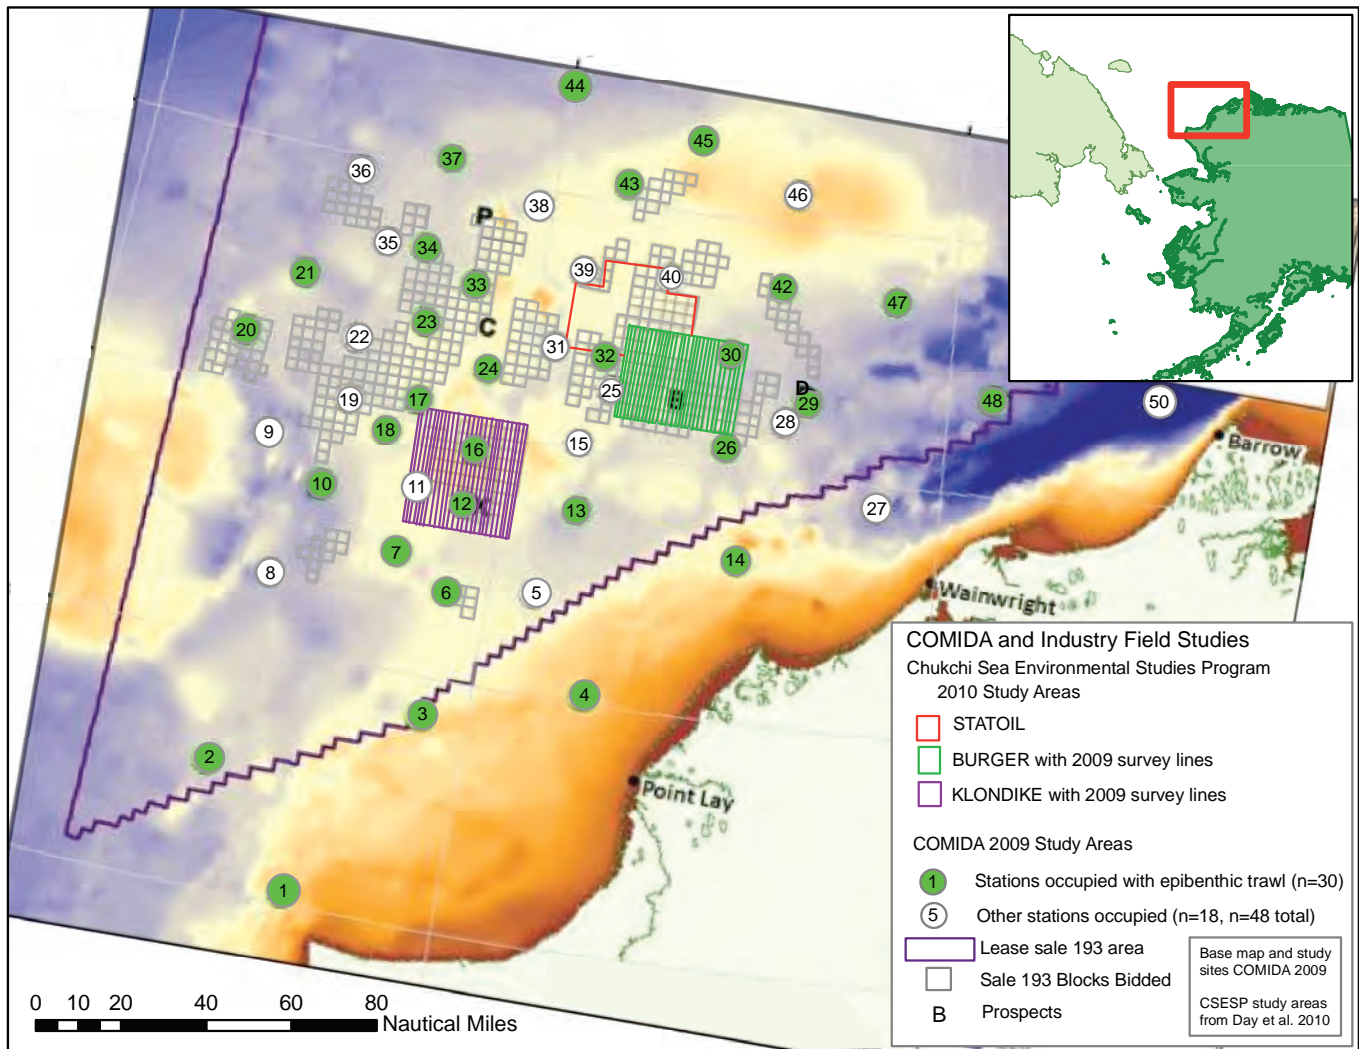 44
45
37
36
43
46
38
P
35
34
21
39
40
33
42
47
20
23
C
22
31
32
30
24
D
19
17
25
B
29
48
50
28
Barrow
9
18
15
26
16
10
11
12
13
27
7
14
8
6
5
Wainwright
4
3
2
Point Lay
1
0 10 20 40 60 80
Nautical Miles
COMIDA and Industry Field Studies
Chukchi Sea Environmental Studies Program
2010 Study Areas
STATOIL
BURGER with 2009 survey lines
KLONDIKE with 2009 survey lines
COMIDA 2009 Study Areas
1 Stations occupied with epibenthic trawl (n=30)
5 Other stations occupied (n=18, n=48 total)
Lease sale 193 area
Sale 193 Blocks Bidded
B Prospects
Base map and study
sites COMIDA 2009
CSESP study areas
from Day et al. 2010